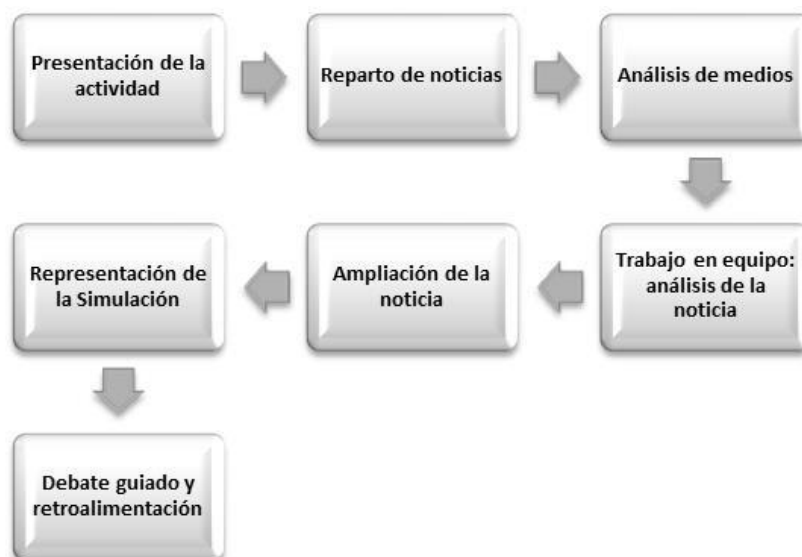 Presentación de la
actividad
Reparto de noticias
Análisis de medios
Trabajo en equipo:
análisis de la
noticia
Ampliación de la
noticia
Representación de
la Simulación
Debate guiado y
retroalimentación